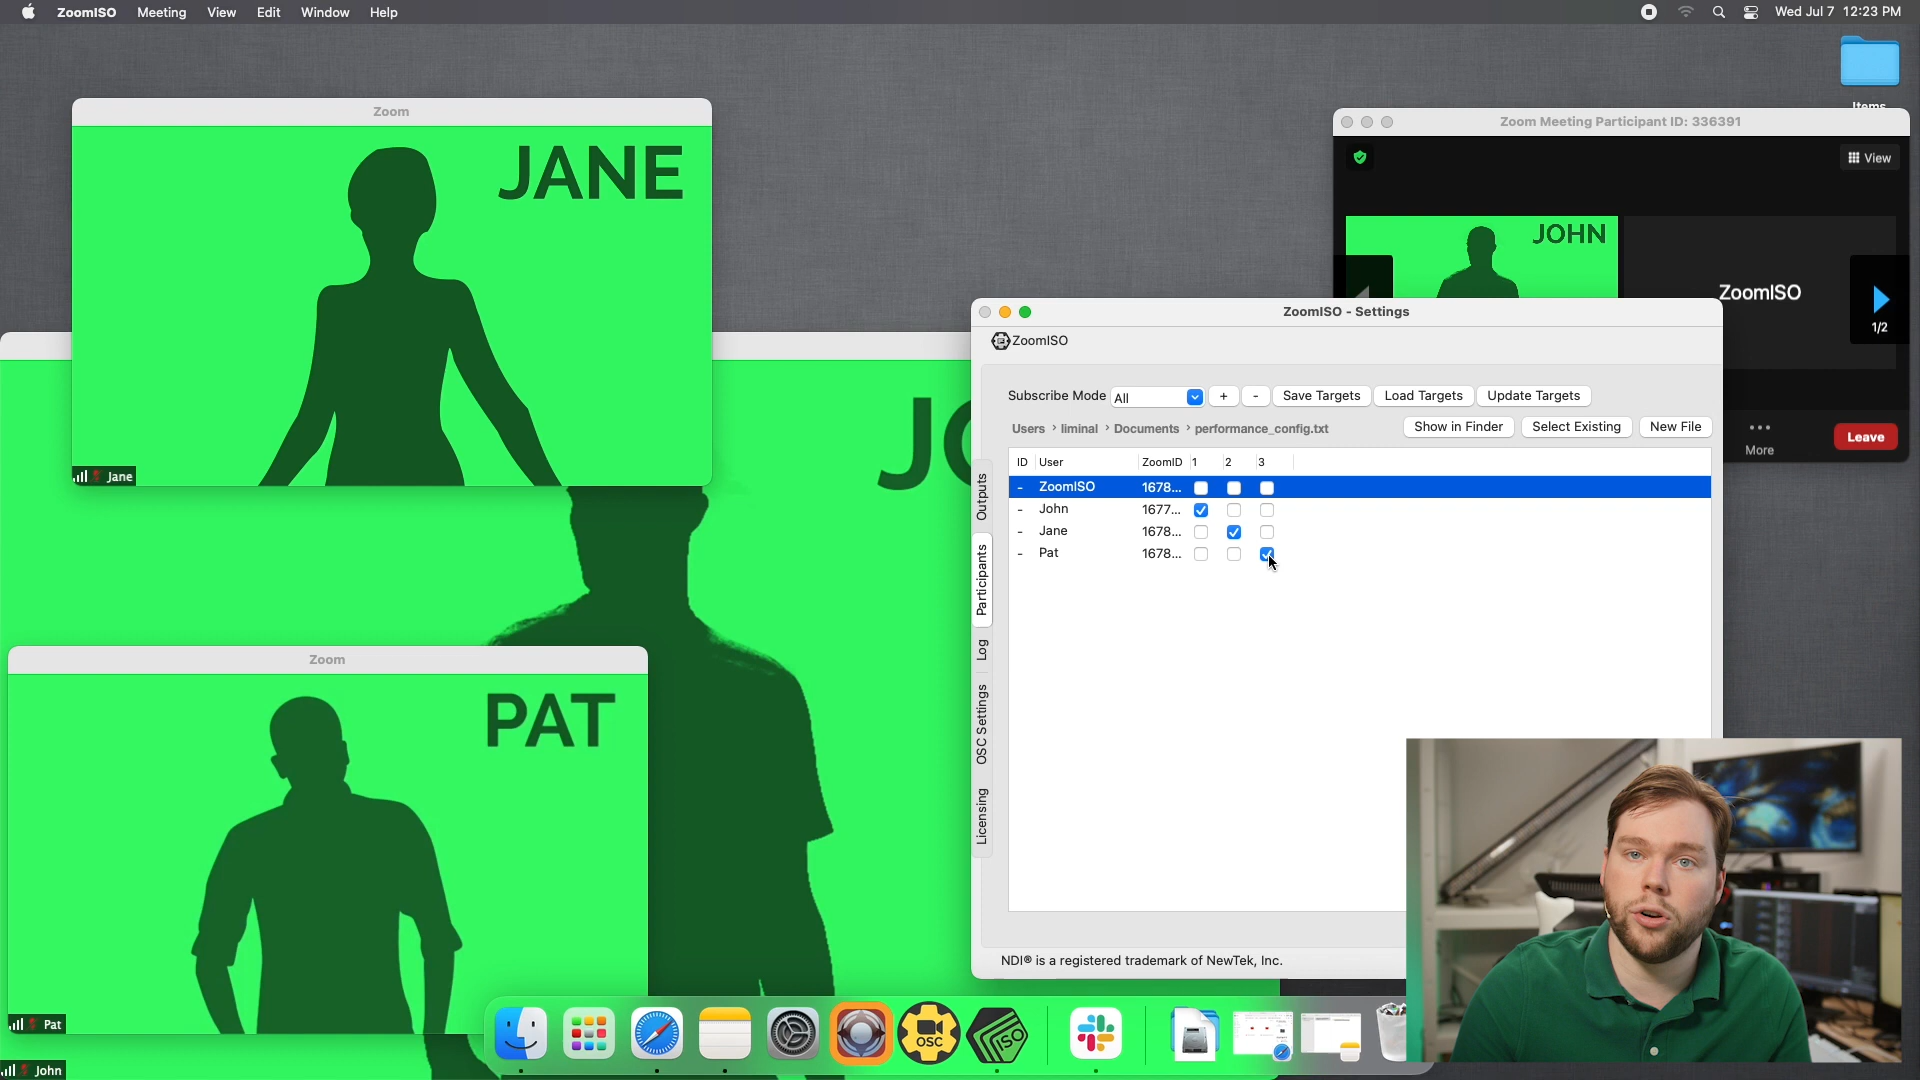 ZoomISO Meeting View Edit Window Help
Wed Jul 7 12:23 PM
Items
Zoom
JANE
Jane
Zoom Meeting Participant ID: 336391
View
JOHN
ZoomISO
1/2
More
Leave
ZoomISO - Settings
ZoomISO
Subscribe Mode All + - Save Targets Load Targets Update Targets
Users › liminal › Documents › performance_config.txt
Show in Finder Select Existing New File
ID User ZoomID 1 2 3
- ZoomISO 1678...
- John 1677...
- Jane 1678...
- Pat 1678...
Outputs
Participants
Log
OSC Settings
Licensing
NDI® is a registered trademark of NewTek, Inc.
JO
Zoom
PAT
Pat
John
OSC
ISO